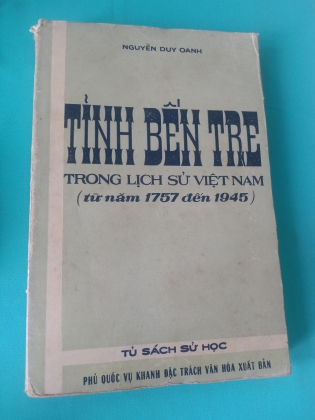 NGUYỄN DUY OANH
TỈNH BẾN TRE
TRONG LỊCH SỬ VIỆT NAM
(từ năm 1757 đến 1945)
TỦ SÁCH SỬ HỌC
PHỦ QUỐC VỤ KHANH ĐẶC TRÁCH VĂN HÓA XUẤT BẢN